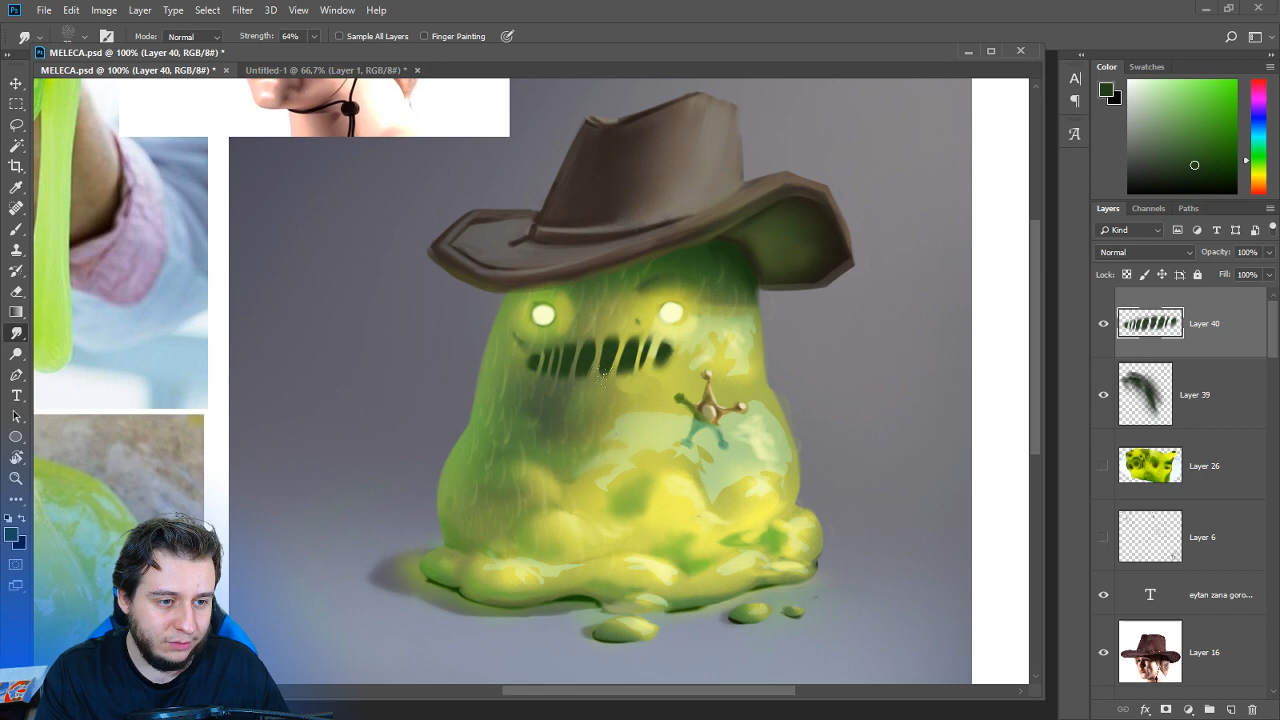 Ps File Edit Image Layer Type Select Filter 3D View Window Help
Mode: Normal Strength: 64% Sample All Layers Finger Painting
MELECA.psd @ 100% (Layer 40, RGB/8#) *
MELECA.psd @ 100% (Layer 40, RGB/8#) * × Untitled-1 @ 66,7% (Layer 1, RGB/8#) * ×
Color Swatches
Layers Channels Paths
Kind
Normal Opacity: 100%
Lock: Fill: 100%
Layer 40
Layer 39
Layer 26
Layer 6
T eytan zana goro...
Layer 16
fx